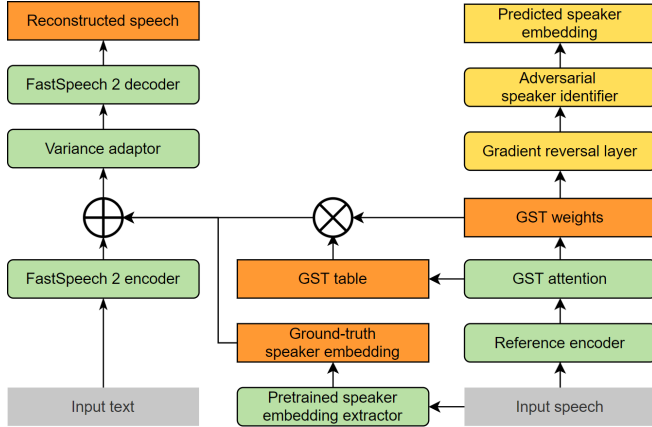 Reconstructed speech
FastSpeech 2 decoder
Variance adaptor
FastSpeech 2 encoder
Input text
GST table
Ground-truth
speaker embedding
Pretrained speaker
embedding extractor
Predicted speaker
embedding
Adversarial
speaker identifier
Gradient reversal layer
GST weights
GST attention
Reference encoder
Input speech